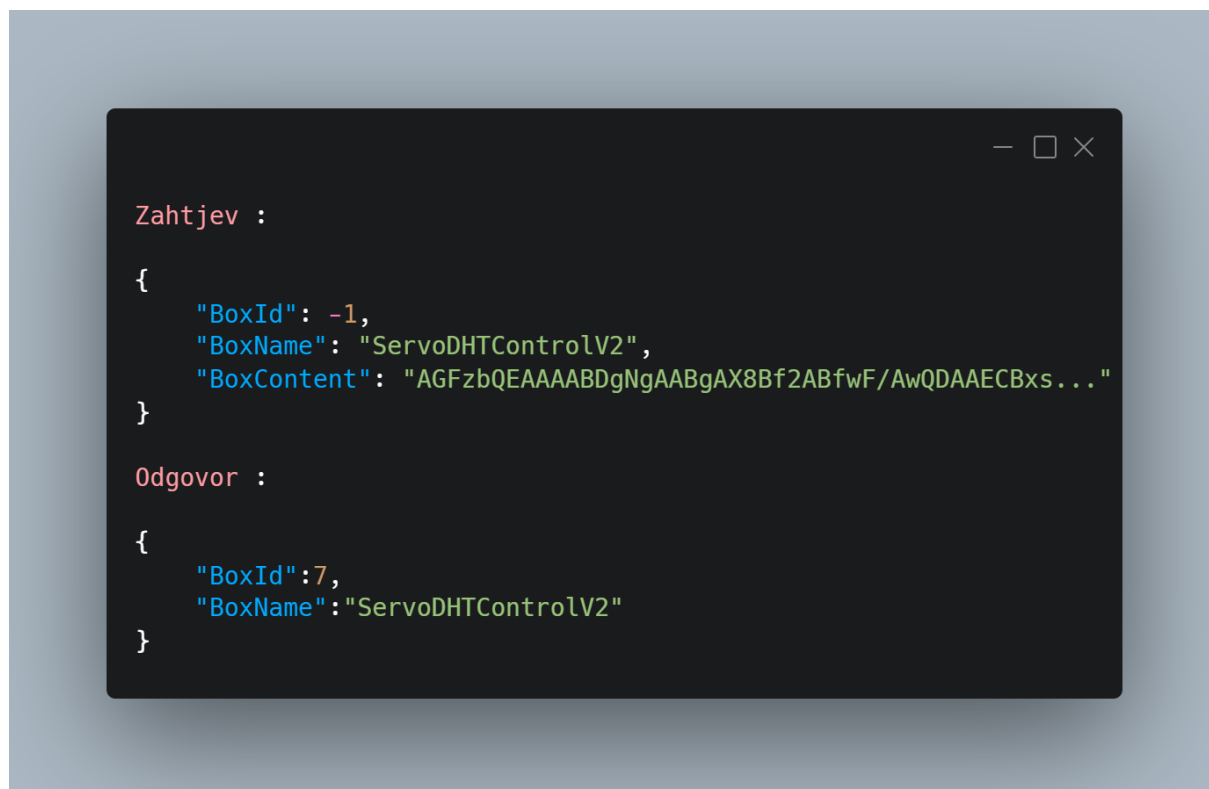 Zahtjev :
{
"BoxId": -1,
"BoxName": "ServoDHTControlV2",
"BoxContent": "AGFzbQEAAAABDgNgAABgAX8Bf2ABfwF/AwQDAAECBxs..."
}
Odgovor :
{
"BoxId":7,
"BoxName":"ServoDHTControlV2"
}